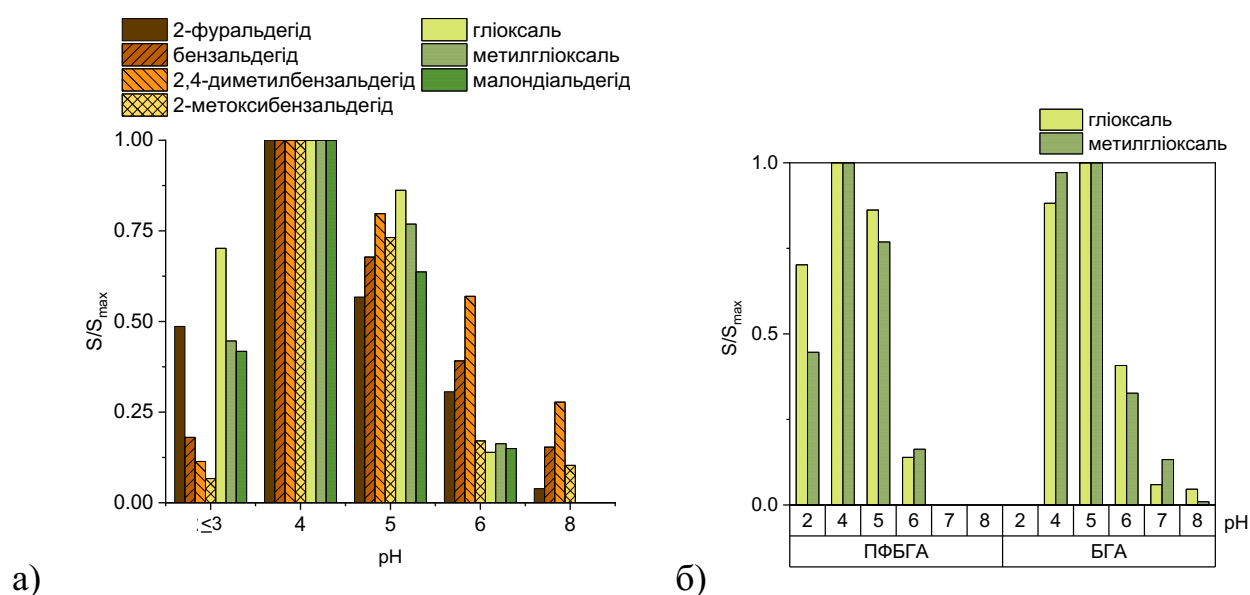 2-фуральдегід
бензальдегід
2,4-диметилбензальдегід
2-метоксибензальдегід
гліоксаль
метилгліоксаль
малондіальдегід
1.00
0.75
0.50
0.25
0.00
S/Smax
≤3 4 5 6 8
pH
а)
гліоксаль
метилгліоксаль
1.0
0.5
0.0
S/Smax
2 4 5 6 7 8 2 4 5 6 7 8 pH
ПФБГА БГА
б)